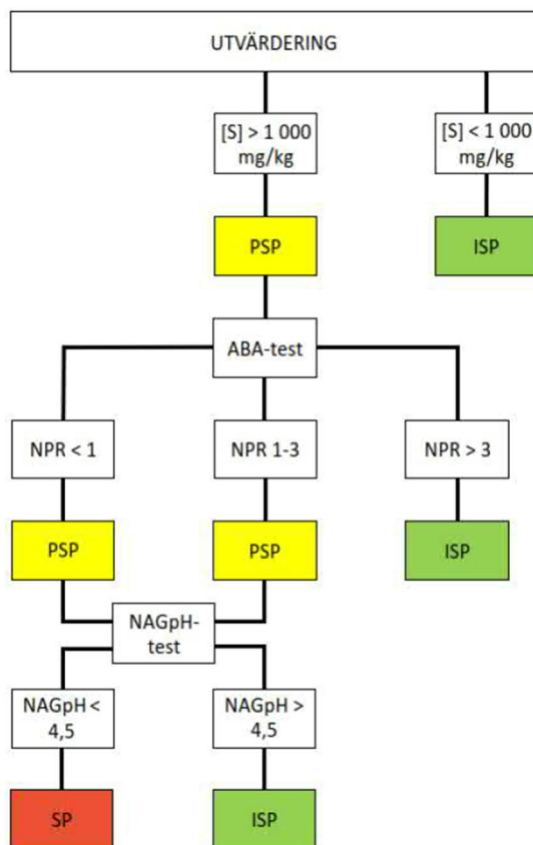 UTVÄRDERING
[S] > 1 000
mg/kg
[S] < 1 000
mg/kg
PSP
ISP
ABA-test
NPR < 1
NPR 1-3
NPR > 3
PSP
PSP
ISP
NAGpH-
test
NAGpH <
4,5
NAGpH >
4,5
SP
ISP